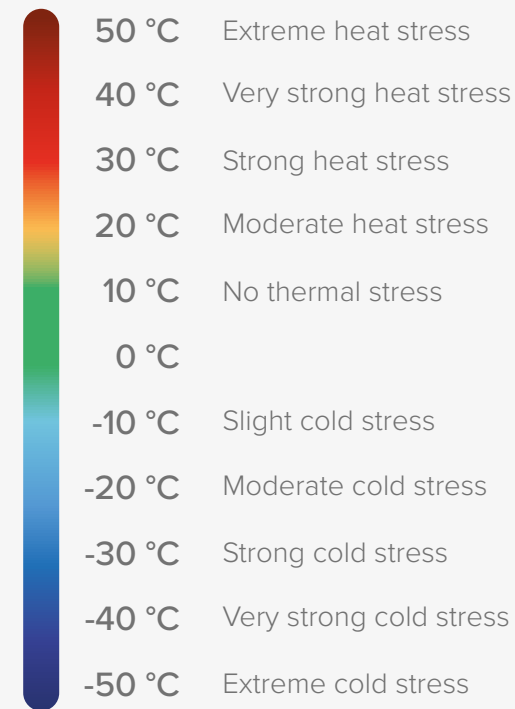 50 °C Extreme heat stress
40 °C Very strong heat stress
30 °C Strong heat stress
20 °C Moderate heat stress
10 °C No thermal stress
0 °C
-10 °C Slight cold stress
-20 °C Moderate cold stress
-30 °C Strong cold stress
-40 °C Very strong cold stress
-50 °C Extreme cold stress